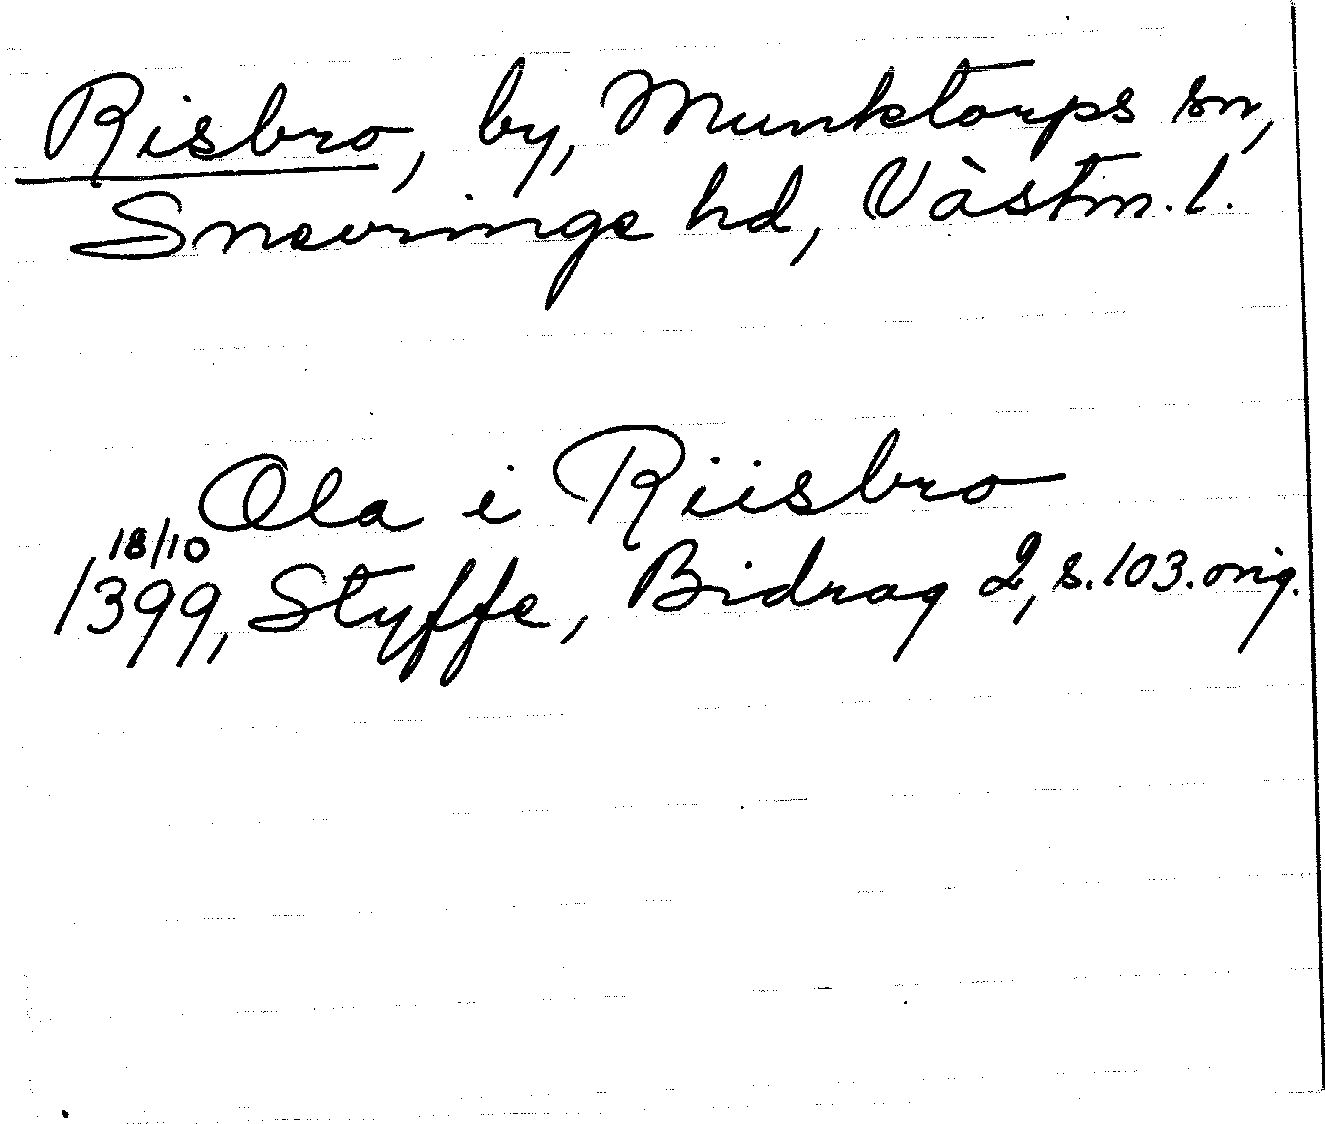 Risbro, by, Munktorps sn,
Snevringe hd, Västm. l.
Ola i Riisbro
18/10
1399, Styffe, Bidrag 2, s. 103. orig.